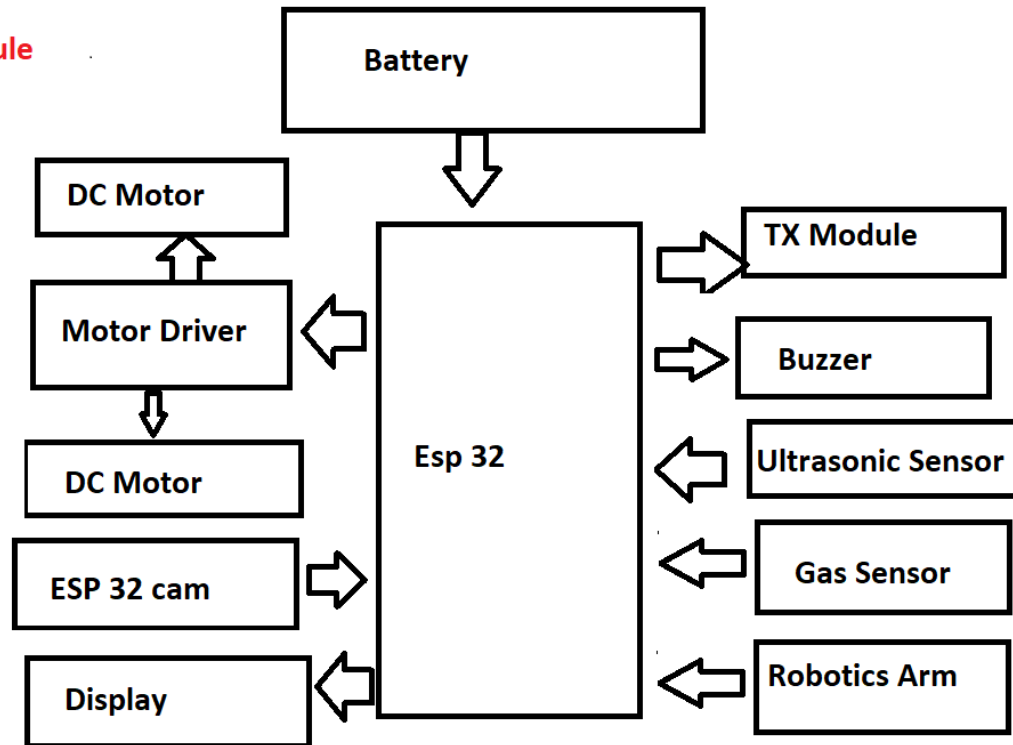 ule
Battery
DC Motor
TX Module
Motor Driver
Buzzer
Esp 32
Ultrasonic Sensor
DC Motor
ESP 32 cam
Gas Sensor
Display
Robotics Arm